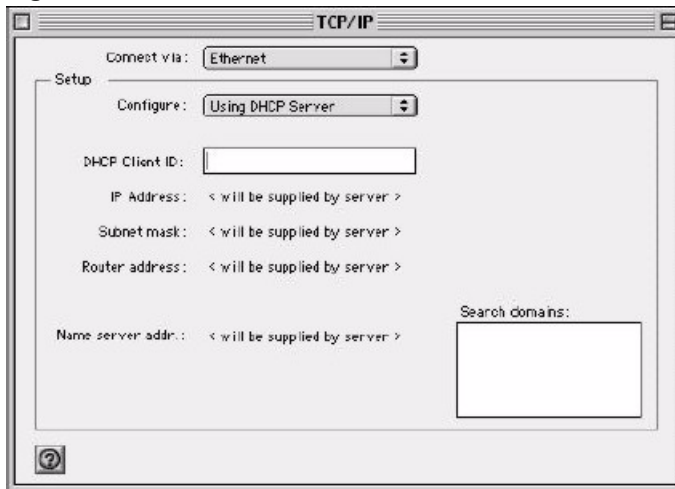 TCP/IP
Connect via: Ethernet
Setup
Configure: Using DHCP Server
DHCP Client ID:
IP Address: < will be supplied by server >
Subnet mask: < will be supplied by server >
Router address: < will be supplied by server >
Search domains:
Name server addr.: < will be supplied by server >
?